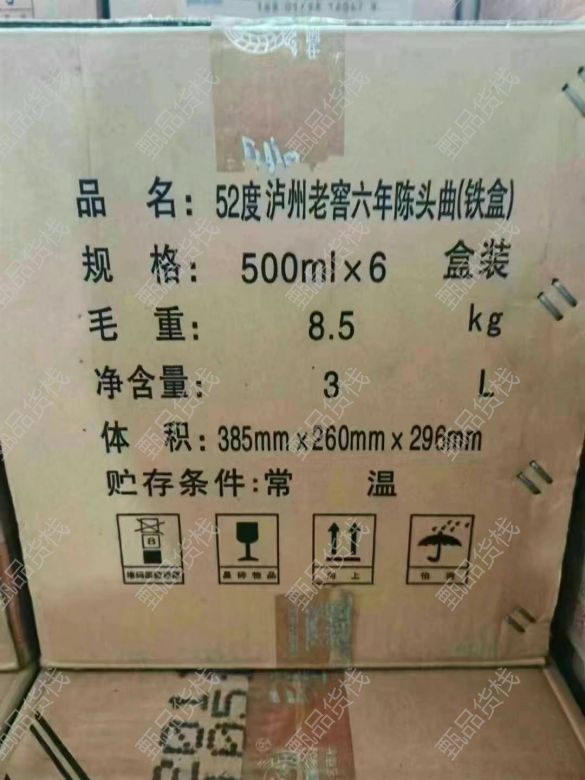 品 名: 52度 泸州老窖六年陈头曲(铁盒)
规 格: 500ml×6 盒装
毛 重: 8.5 kg
净含量: 3 L
体 积: 385mm x 260mm x 296mm
贮存条件:常 温
易碎物品
向上
甄品货栈